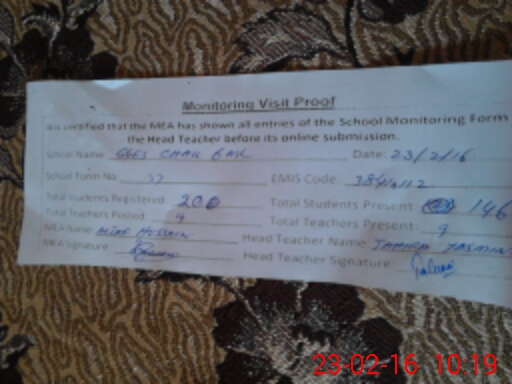 Monitoring Visit Proof
It is certified that the MEA has shown all entries of the School Monitoring Form
the Head Teacher before its online submission.
School Name GGES CHAK Date: 23/2/16
School Form No 37 EMIS Code:
Total Students Registered 200 Total Students Present 146
Total Teachers Posted 9 Total Teachers Present 9
MEA Name HUSSAIN Head Teacher Name
MEA Signature Head Teacher Signature
23-02-16 10:19